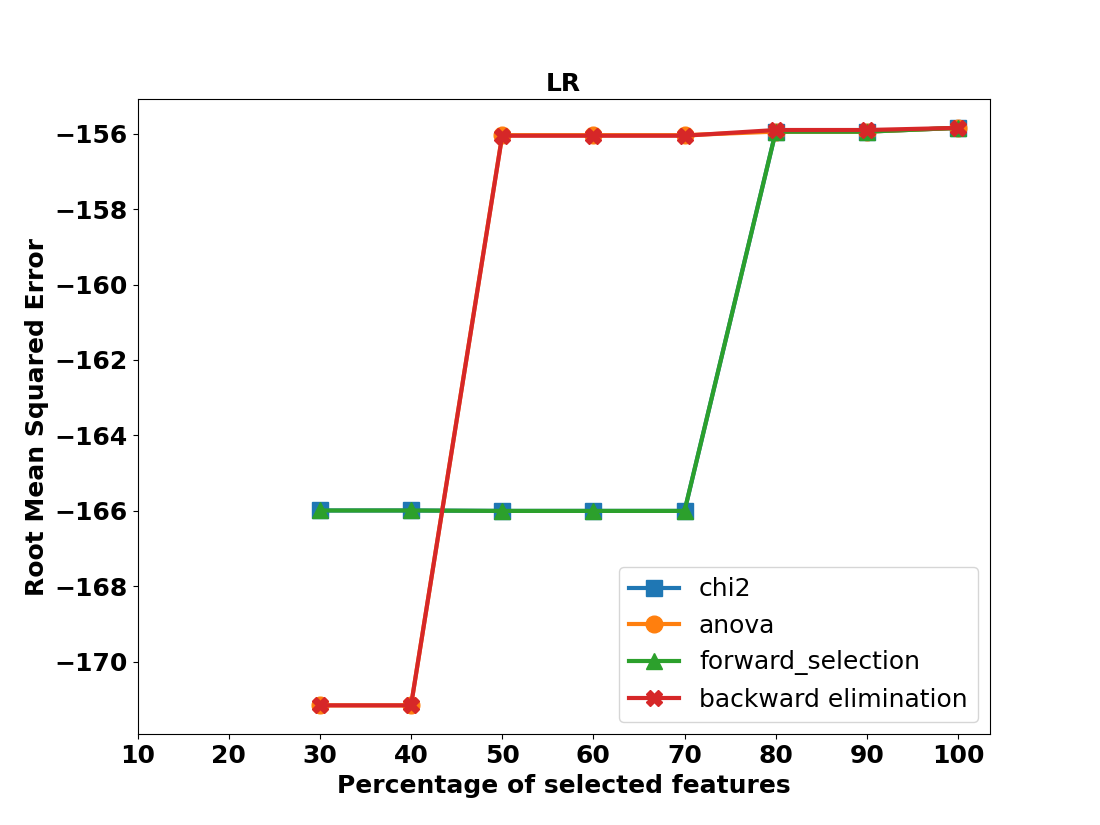 LR
Root Mean Squared Error
−156
−158
−160
−162
−164
−166
−168
−170
chi2
anova
forward_selection
backward elimination
10 20 30 40 50 60 70 80 90 100
Percentage of selected features